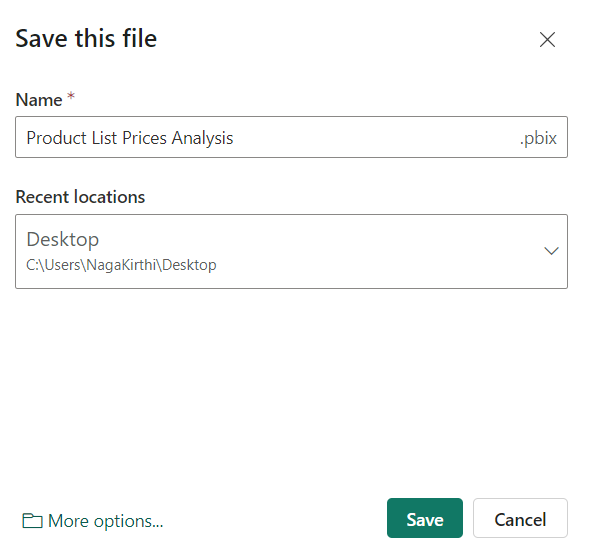 Save this file
Name *
Product List Prices Analysis .pbix
Recent locations
Desktop
C:\Users\NagaKirthi\Desktop
More options...
Save
Cancel